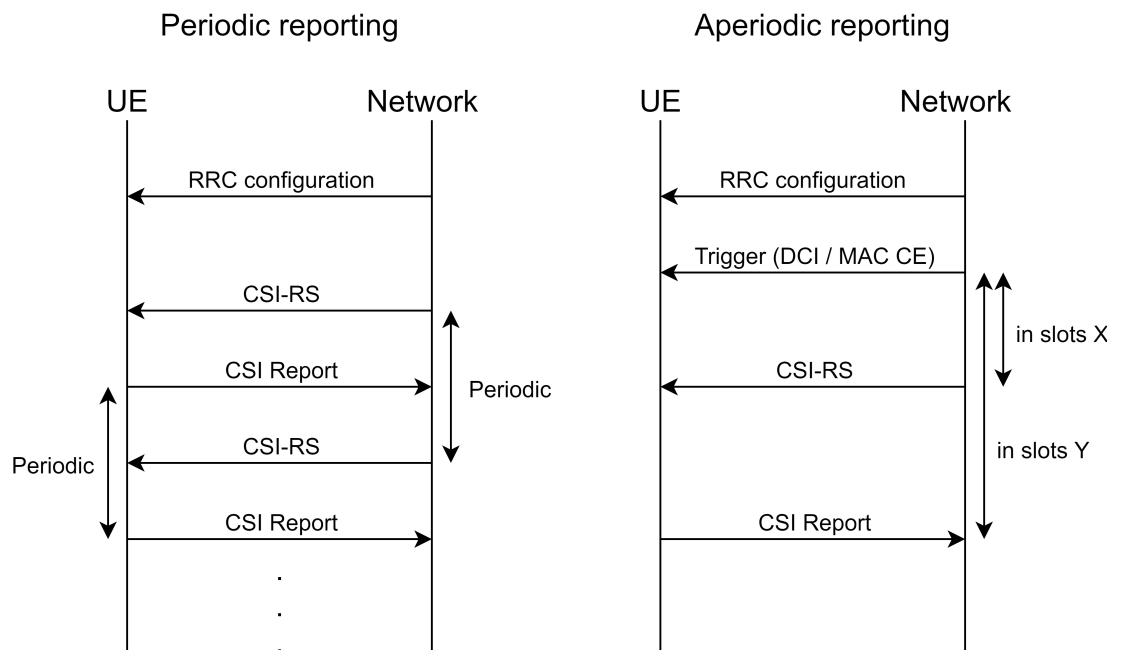 Periodic reporting
UE
Network
RRC configuration
CSI-RS
CSI Report
Periodic
CSI-RS
Periodic
CSI Report
.
.
.
Aperiodic reporting
UE
Network
RRC configuration
Trigger (DCI / MAC CE)
in slots X
CSI-RS
in slots Y
CSI Report